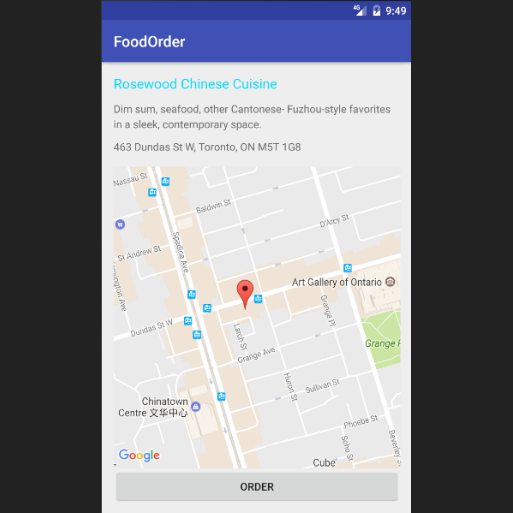 4G 9:49
FoodOrder
Rosewood Chinese Cuisine
Dim sum, seafood, other Cantonese- Fuzhou-style favorites
in a sleek, contemporary space.
463 Dundas St W, Toronto, ON M5T 1G8
Nassau St
Baldwin St
D'Arcy St
Spadina Ave
St Andrew St
Art Gallery of Ontario
Grange Pl
Dundas St W
Larch St
Grange
Grange Ave
Huron St
Sullivan St
Chinatown
Centre 文华中心
Phoebe St
Soho St
Beverley St
Google
Cube
ORDER